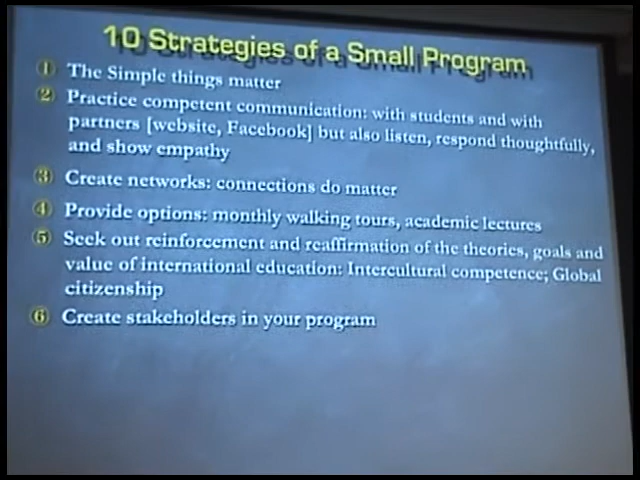 10 Strategies of a Small Program
1 The Simple things matter
2 Practice competent communication: with students and with
partners [website, Facebook] but also listen, respond thoughtfully,
and show empathy
3 Create networks: connections do matter
4 Provide options: monthly walking tours, academic lectures
5 Seek out reinforcement and reaffirmation of the theories, goals and
value of international education: Intercultural competence; Global
citizenship
6 Create stakeholders in your program